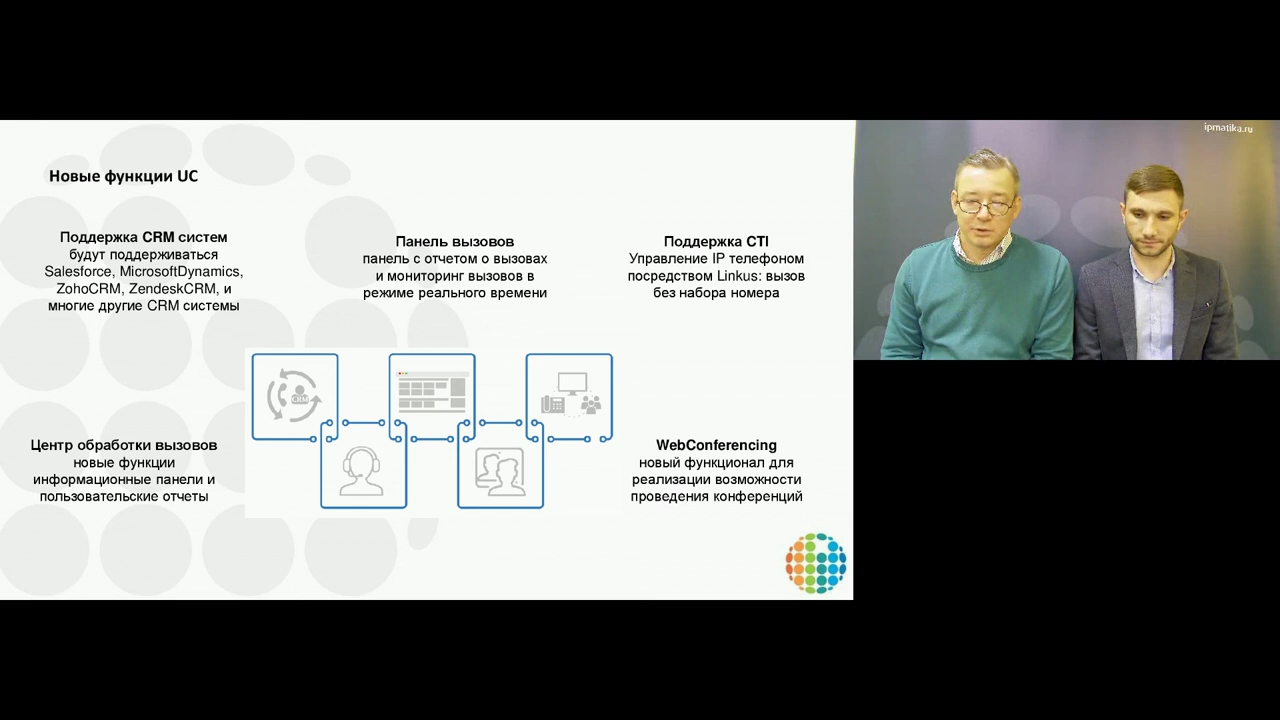 Новые функции UC
Поддержка CRM систем
будут поддерживаться
Salesforce, MicrosoftDynamics,
ZohoCRM, ZendeskCRM, и
многие другие CRM системы
Панель вызовов
панель с отчетом о вызовах
и мониторинг вызовов в
режиме реального времени
Поддержка CTI
Управление IP телефоном
посредством Linkus: вызов
без набора номера
CRM
Центр обработки вызовов
новые функции
информационные панели и
пользовательские отчеты
WebConferencing
новый функционал для
реализации возможности
проведения конференций
ipmatika.ru